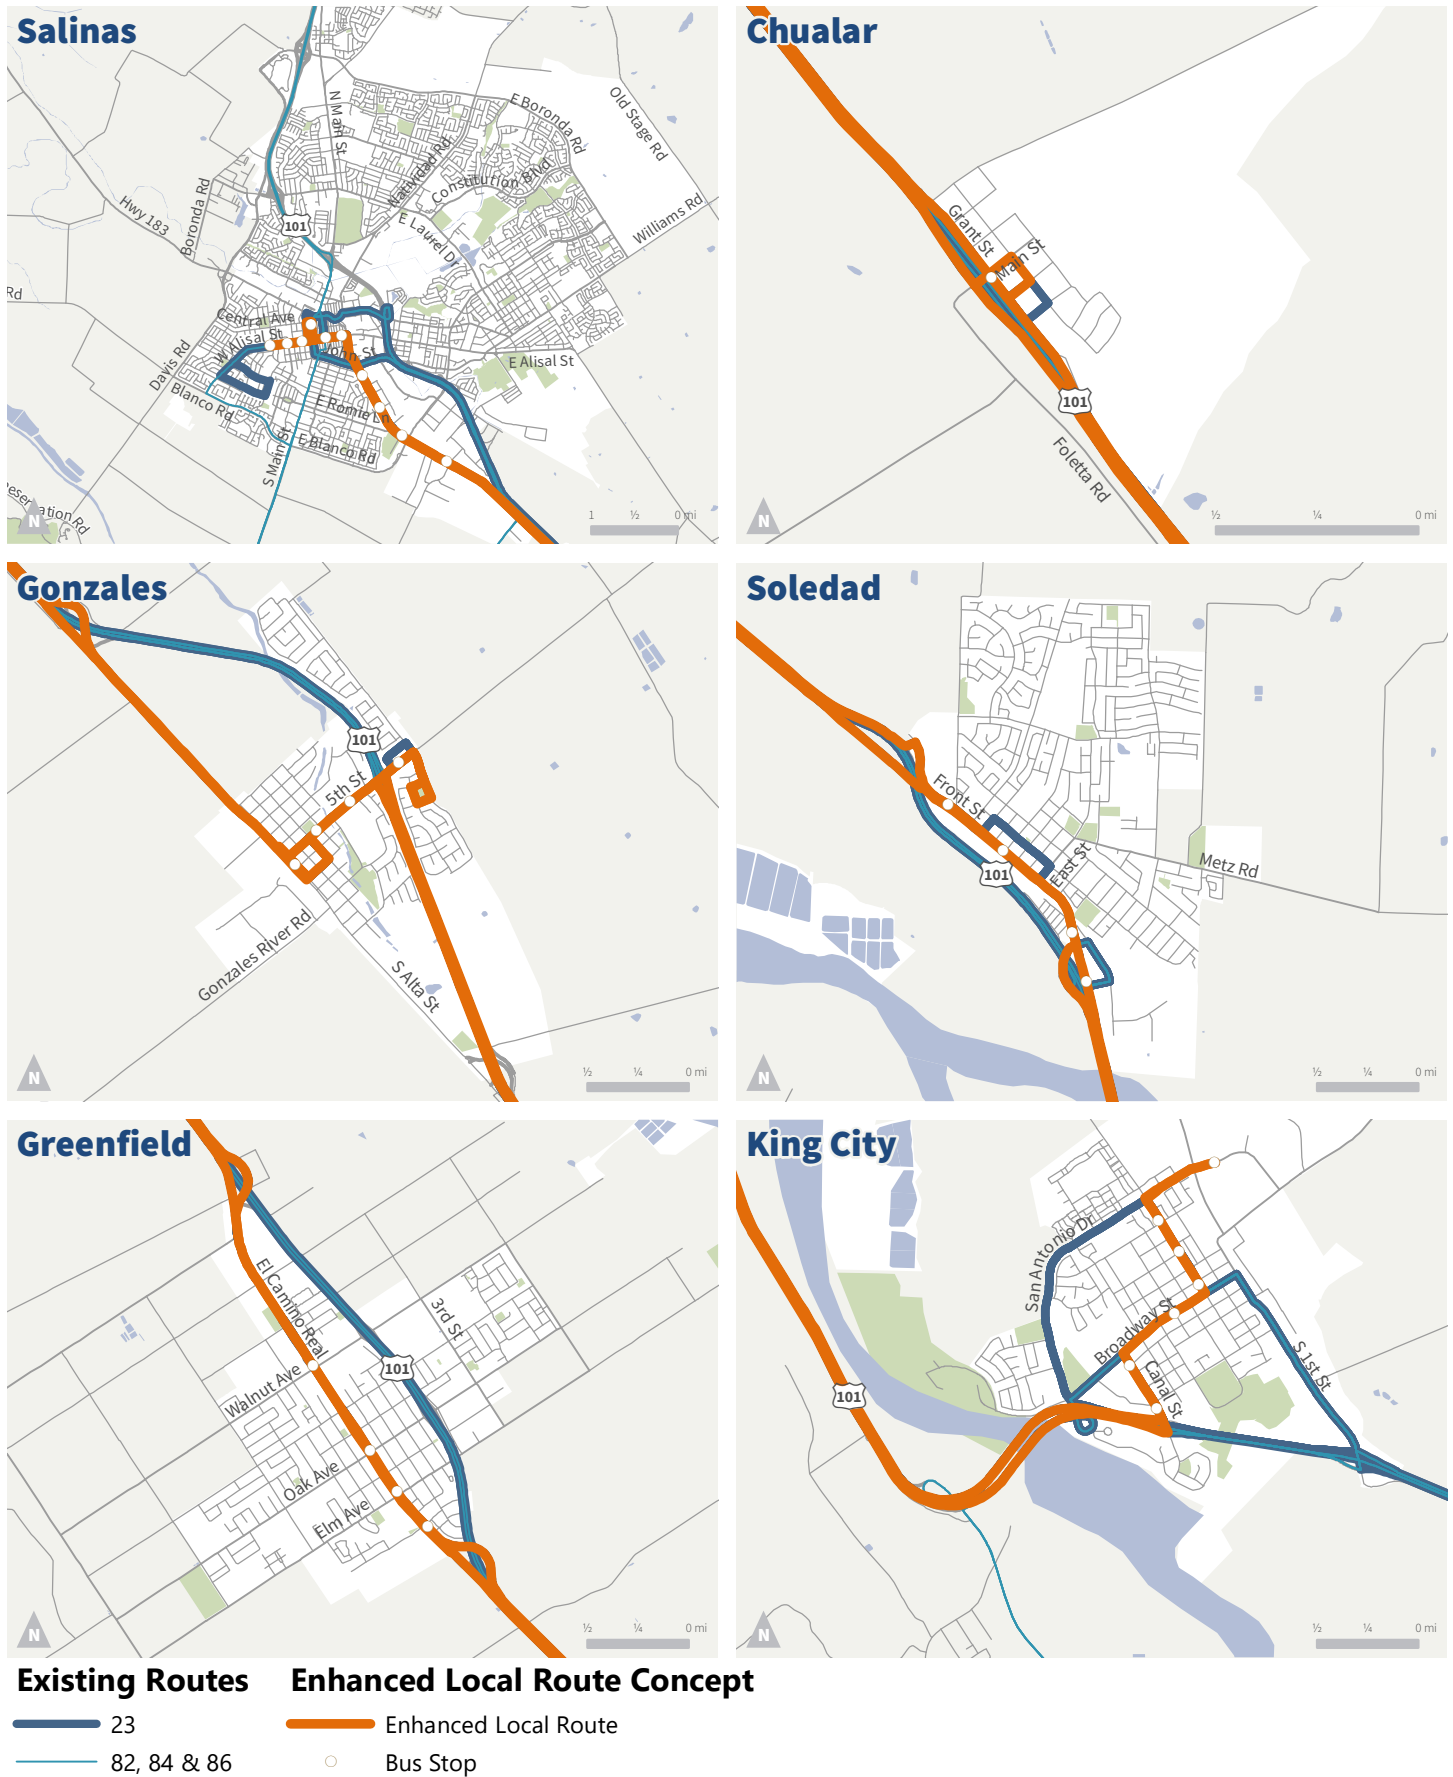 Salinas
N Main St
E Boronda Rd
Old Stage Rd
Natividad Rd
Constitution Blvd
Boronda Rd
Hwy 183
101
E Laurel Dr
Williams Rd
Rd
Central Ave
W Alisal St
John St
Davis Rd
E Alisal St
Blanco Rd
E Romie Ln
S Main St
E Blanco Rd
eservation Rd
N
1 ½ 0 mi
Chualar
Grant St
Main St
101
Foletta Rd
N
½ ¼ 0 mi
Gonzales
101
5th St
Gonzales River Rd
S Alta St
N
½ ¼ 0 mi
Soledad
Front St
101
East St
Metz Rd
N
½ ¼ 0 mi
Greenfield
El Camino Real
3rd St
101
Walnut Ave
Oak Ave
Elm Ave
N
½ ¼ 0 mi
King City
San Antonio Dr
Broadway St
S 1st St
Canal St
101
N
½ ¼ 0 mi
Existing Routes
23
82, 84 & 86
Enhanced Local Route Concept
Enhanced Local Route
Bus Stop